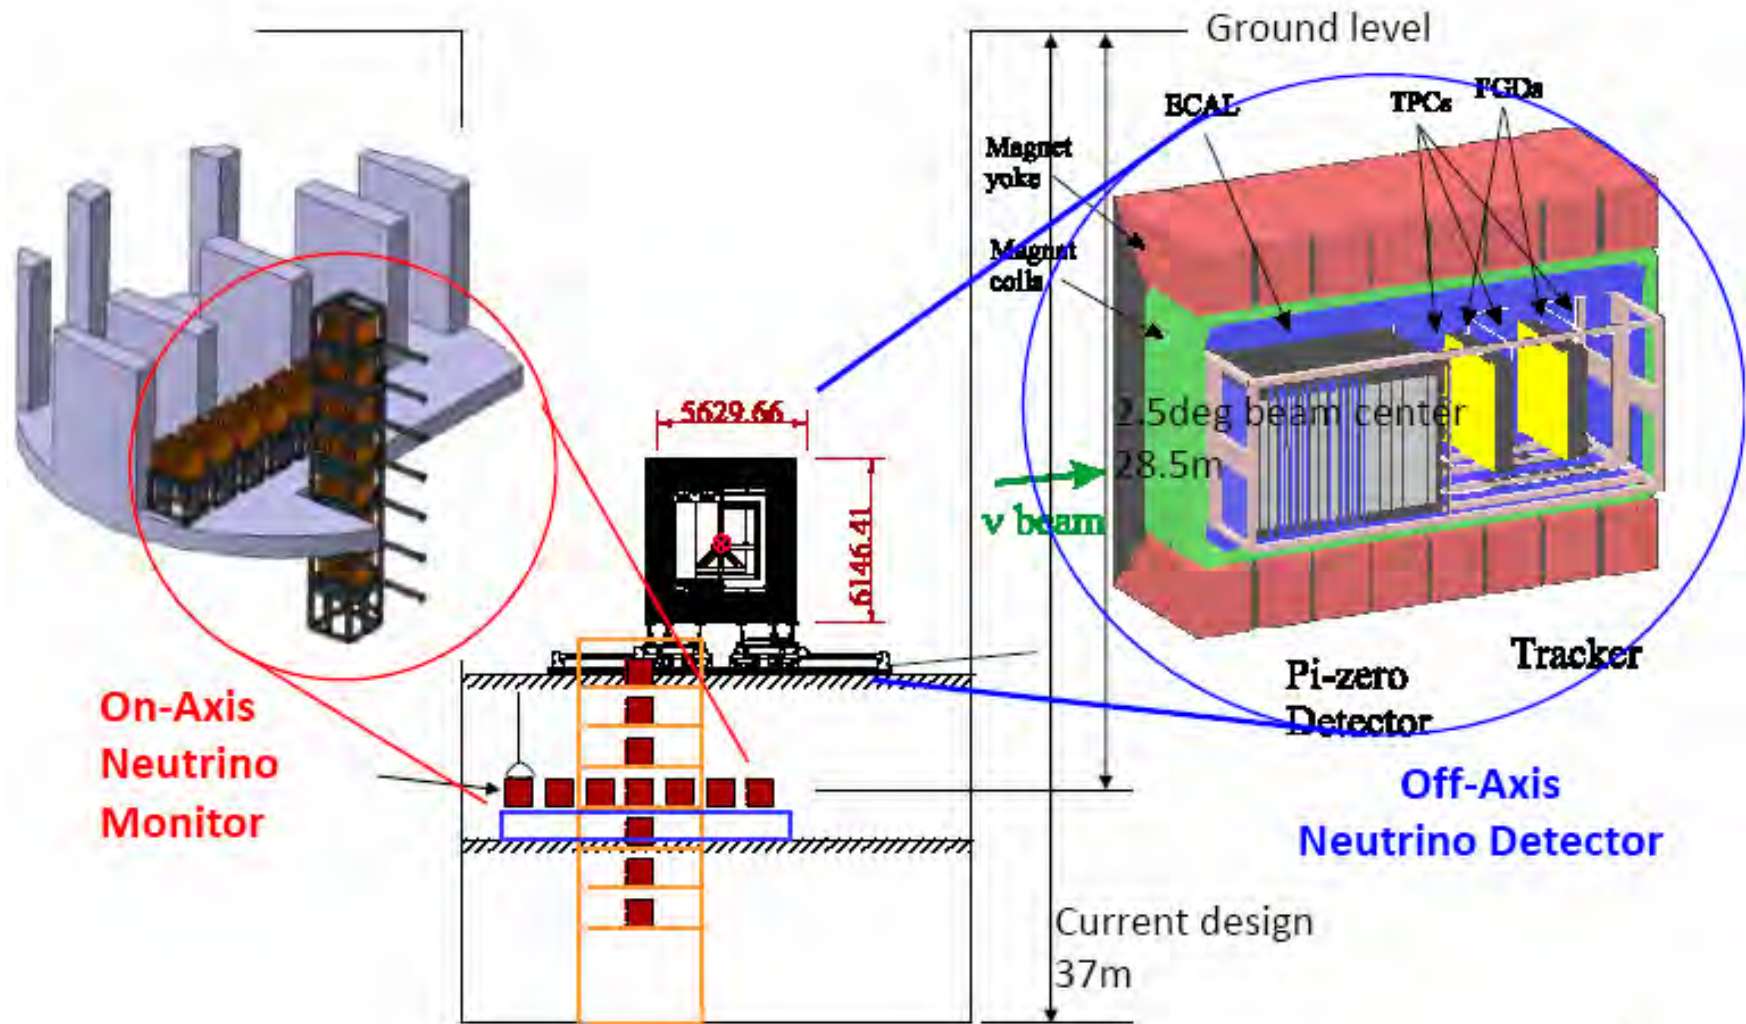 Ground level
ECAL
TPCs
FGDs
Magnet
yoke
Magnet
coils
5629.66
2.5deg beam center
28.5m
ν beam
6146.41
Tracker
Pi-zero
Detector
On-Axis
Neutrino
Monitor
Off-Axis
Neutrino Detector
Current design
37m